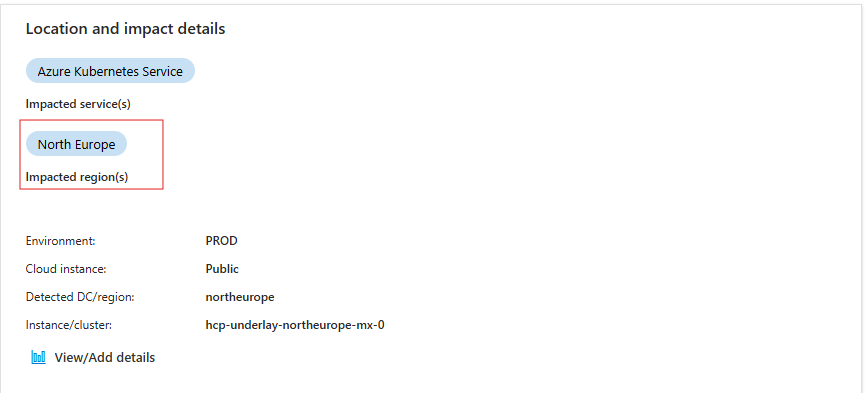 Location and impact details
Azure Kubernetes Service
Impacted service(s)
North Europe
Impacted region(s)
Environment: PROD
Cloud instance: Public
Detected DC/region: northeurope
Instance/cluster: hcp-underlay-northeurope-mx-0
View/Add details